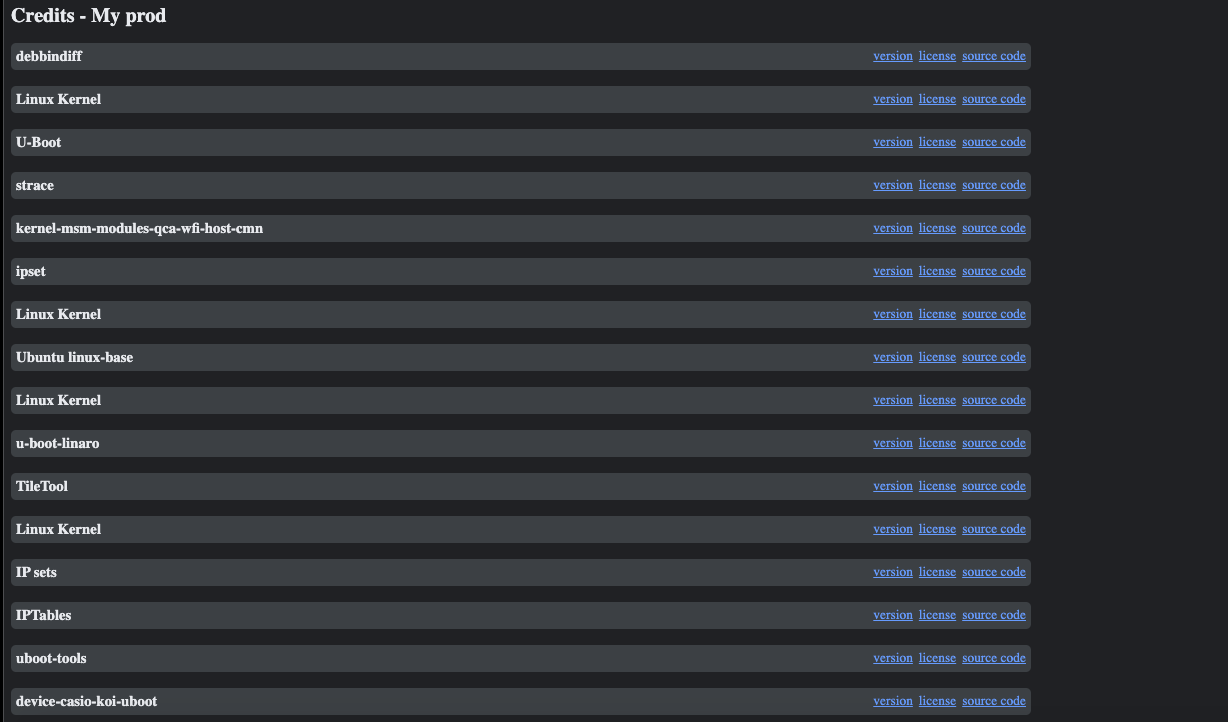 Credits - My prod
debbindiff version license source code
Linux Kernel version license source code
U-Boot version license source code
strace version license source code
kernel-msm-modules-qca-wfi-host-cmn version license source code
ipset version license source code
Linux Kernel version license source code
Ubuntu linux-base version license source code
Linux Kernel version license source code
u-boot-linaro version license source code
TileTool version license source code
Linux Kernel version license source code
IP sets version license source code
IPTables version license source code
uboot-tools version license source code
device-casio-koi-uboot version license source code